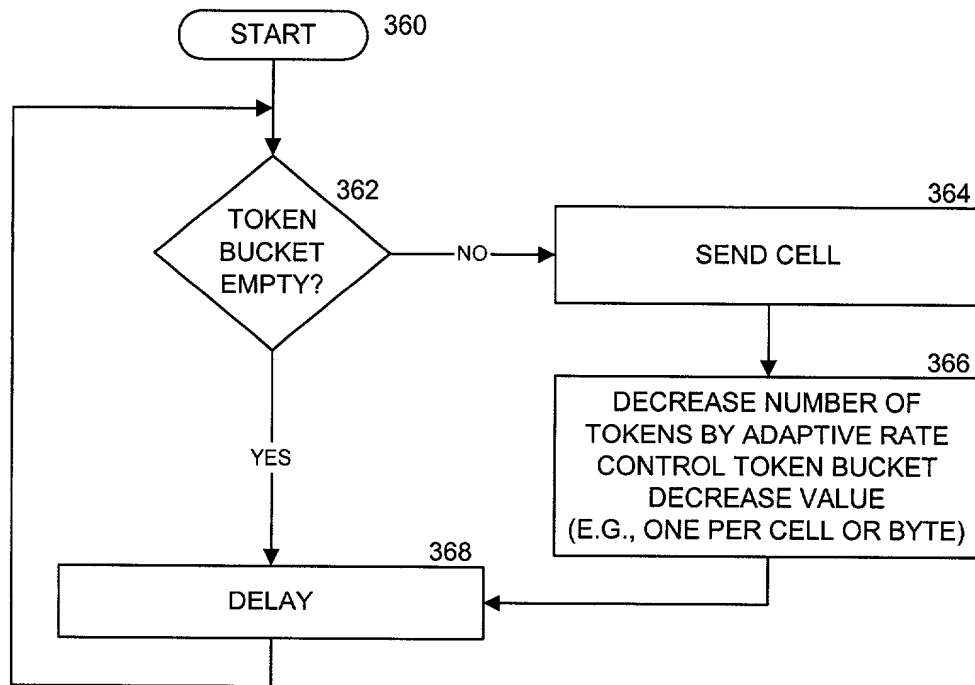 START
360
362
TOKEN
BUCKET
EMPTY?
NO
364
SEND CELL
366
DECREASE NUMBER OF
TOKENS BY ADAPTIVE RATE
CONTROL TOKEN BUCKET
DECREASE VALUE
(E.G., ONE PER CELL OR BYTE)
YES
368
DELAY